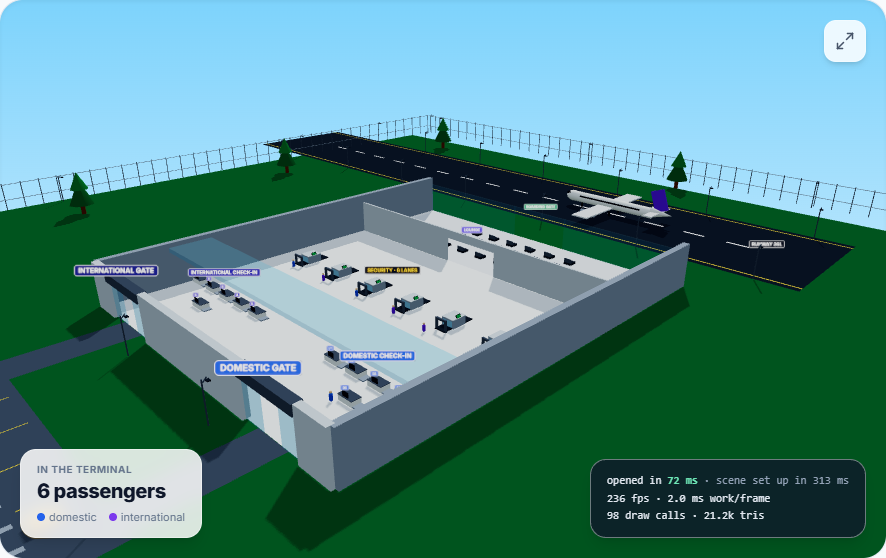 INTERNATIONAL GATE
INTERNATIONAL CHECK-IN
SECURITY · 6 LANES
LOUNGE
DOMESTIC GATE
DOMESTIC CHECK-IN
IN THE TERMINAL
6 passengers
domestic
international
opened in 72 ms · scene set up in 313 ms
236 fps · 2.0 ms work/frame
98 draw calls · 21.2k tris